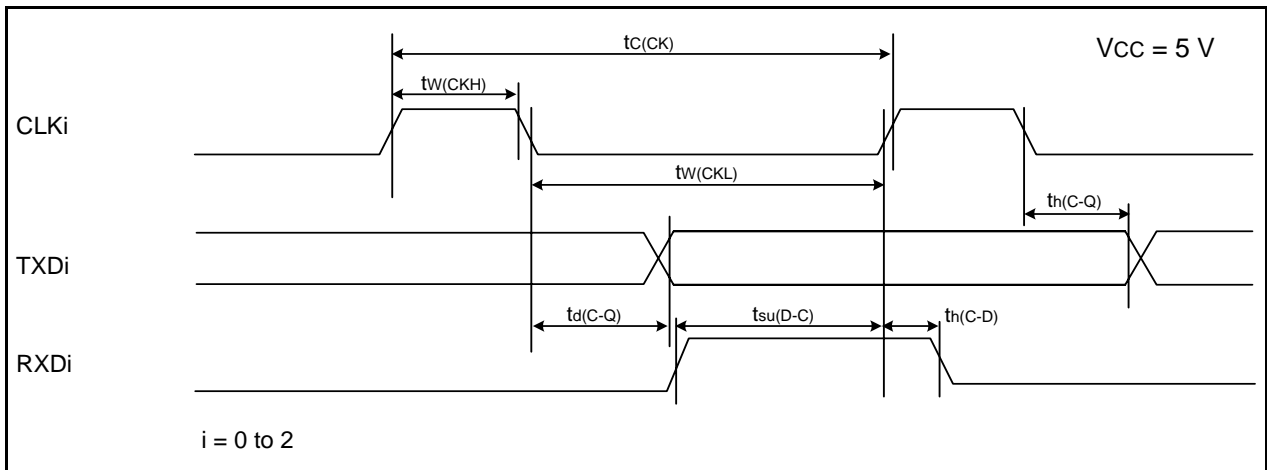 tC(CK)
VCC = 5 V
tW(CKH)
CLKi
tW(CKL)
th(C-Q)
TXDi
td(C-Q)
tsu(D-C)
th(C-D)
RXDi
i = 0 to 2